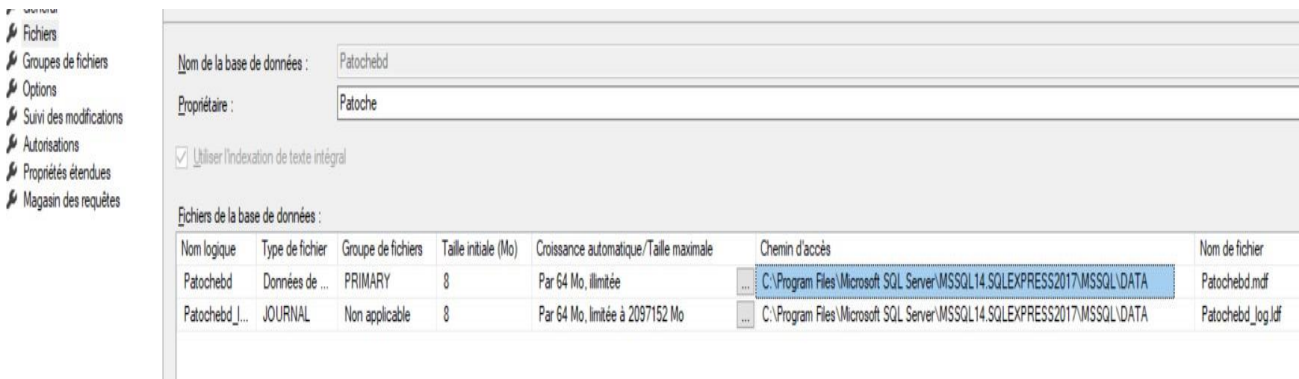 Général
Fichiers
Groupes de fichiers
Options
Suivi des modifications
Autorisations
Propriétés étendues
Magasin des requêtes
Nom de la base de données : Patochebd
Propriétaire : Patoche
Utiliser l'indexation de texte intégral
Fichiers de la base de données :
Nom logique Type de fichier Groupe de fichiers Taille initiale (Mo) Croissance automatique/Taille maximale Chemin d'accès Nom de fichier
Patochebd Données de ... PRIMARY 8 Par 64 Mo, illimitée ... C:\Program Files\Microsoft SQL Server\MSSQL14.SQLEXPRESS2017\MSSQL\DATA Patochebd.mdf
Patochebd_l... JOURNAL Non applicable 8 Par 64 Mo, limitée à 2097152 Mo ... C:\Program Files\Microsoft SQL Server\MSSQL14.SQLEXPRESS2017\MSSQL\DATA Patochebd_log.ldf